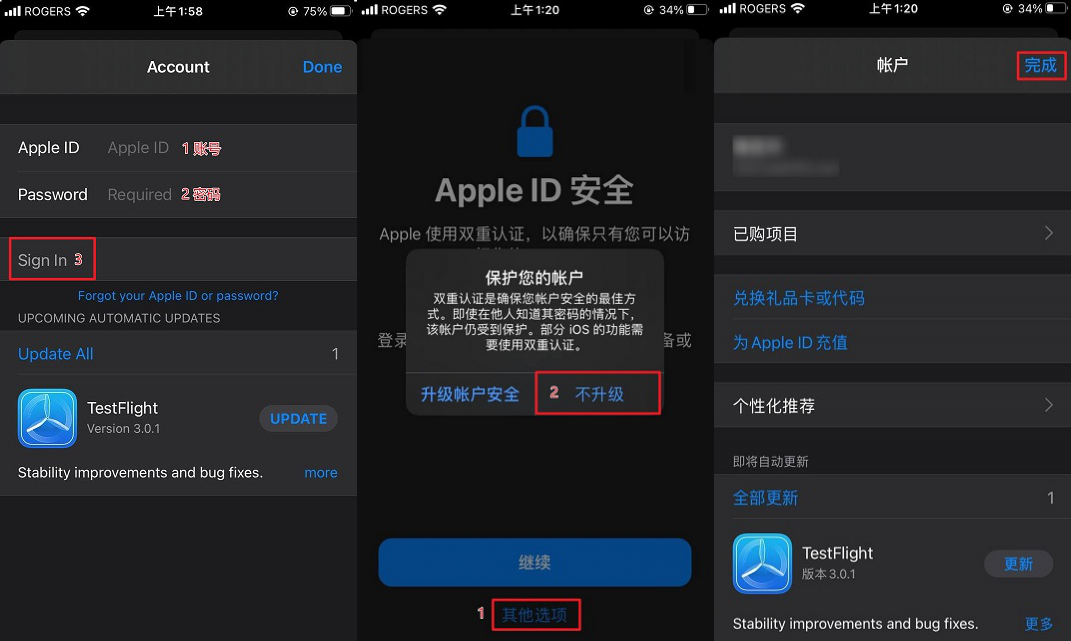 ROGERS 上午1:58 75%
Account Done
Apple ID Apple ID 1 账号
Password Required 2 密码
Sign In 3
Forgot your Apple ID or password?
UPCOMING AUTOMATIC UPDATES
Update All 1
TestFlight
Version 3.0.1
UPDATE
Stability improvements and bug fixes. more
ROGERS 上午1:20 34%
Apple ID 安全
Apple 使用双重认证，以确保只有您可以访
保护您的帐户
双重认证是确保您帐户安全的最佳方
式。即使在他人知道其密码的情况下，
该帐户仍受到保护。部分 iOS 的功能需
要使用双重认证。
登录 备或
升级帐户安全 2 不升级
继续
1 其他选项
ROGERS 上午1:20 34%
帐户 完成
已购项目
兑换礼品卡或代码
为 Apple ID 充值
个性化推荐
即将自动更新
全部更新 1
TestFlight
版本 3.0.1
更新
Stability improvements and bug fixes. 更多